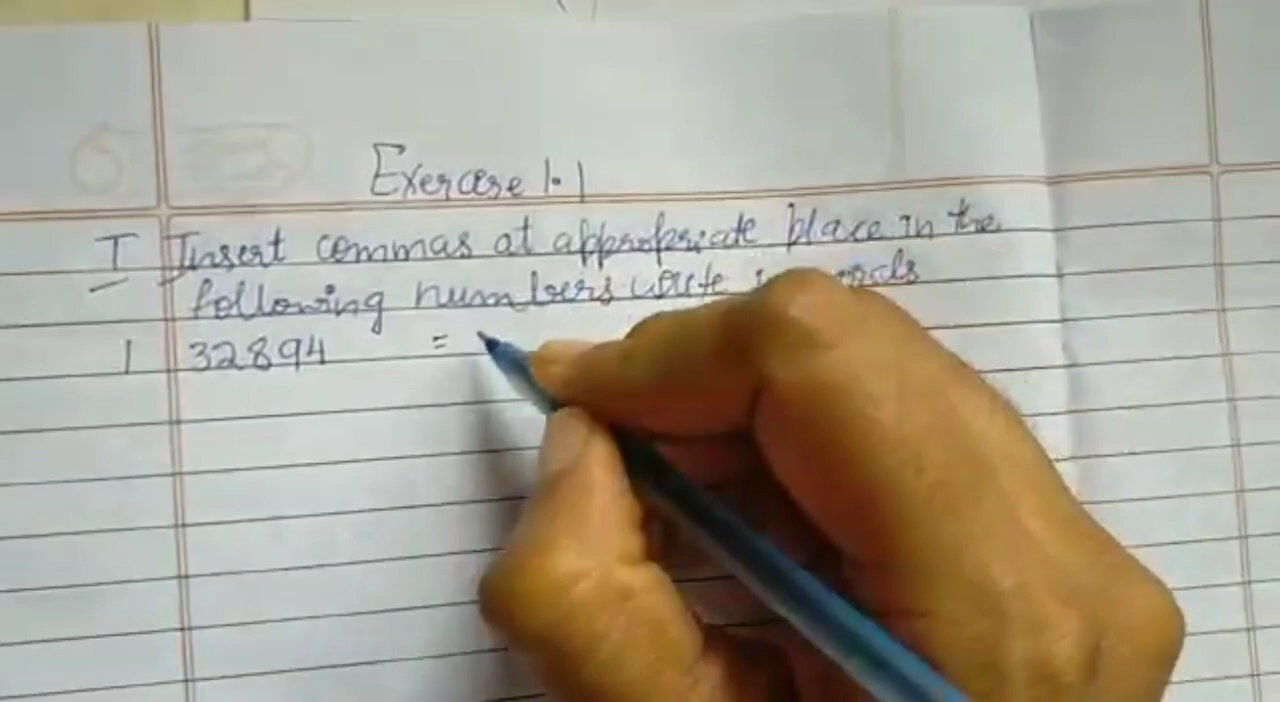 Exercise 1.1
I Insert commas at appropriate place in the
following numbers write
1 32894 =